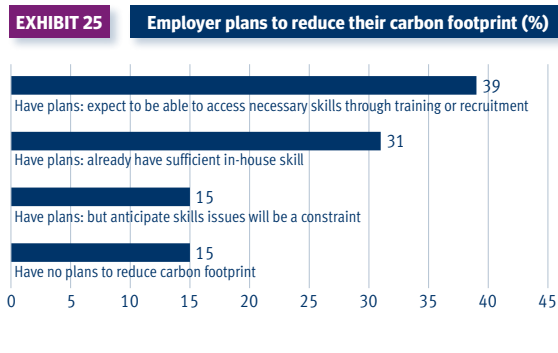 EXHIBIT 25
Employer plans to reduce their carbon footprint (%)
39
Have plans: expect to be able to access necessary skills through training or recruitment
31
Have plans: already have sufficient in-house skill
15
Have plans: but anticipate skills issues will be a constraint
15
Have no plans to reduce carbon footprint
0 5 10 15 20 25 30 35 40 45